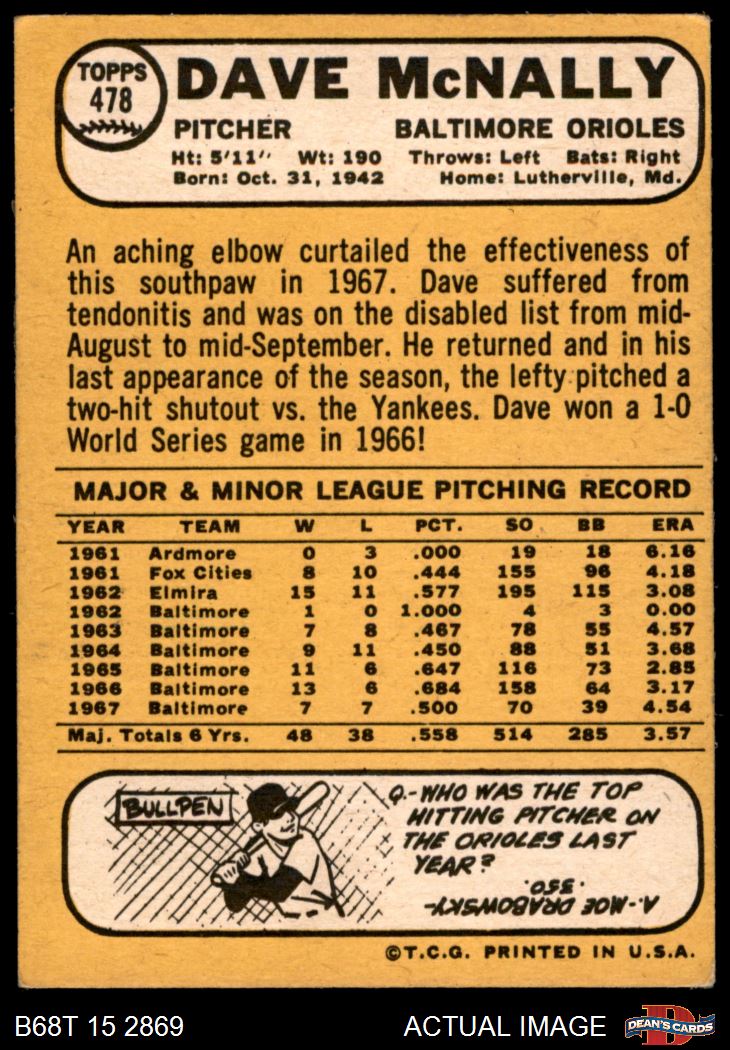 TOPPS
478
DAVE McNALLY
PITCHER BALTIMORE ORIOLES
Ht: 5'11" Wt: 190 Throws: Left Bats: Right
Born: Oct. 31, 1942 Home: Lutherville, Md.
An aching elbow curtailed the effectiveness of
this southpaw in 1967. Dave suffered from
tendonitis and was on the disabled list from mid-
August to mid-September. He returned and in his
last appearance of the season, the lefty pitched a
two-hit shutout vs. the Yankees. Dave won a 1-0
World Series game in 1966!
MAJOR & MINOR LEAGUE PITCHING RECORD
YEAR TEAM W L PCT. SO BB ERA
1961 Ardmore 0 3 .000 19 18 6.16
1961 Fox Cities 8 10 .444 155 96 4.18
1962 Elmira 15 11 .577 195 115 3.08
1962 Baltimore 1 0 1.000 4 3 0.00
1963 Baltimore 7 8 .467 78 55 4.57
1964 Baltimore 9 11 .450 88 51 3.68
1965 Baltimore 11 6 .647 116 73 2.85
1966 Baltimore 13 6 .684 158 64 3.17
1967 Baltimore 7 7 .500 70 39 4.54
Maj. Totals 6 Yrs. 48 38 .558 514 285 3.57
BULLPEN
Q.-WHO WAS THE TOP
HITTING PITCHER ON
THE ORIOLES LAST
YEAR?
A.-MOE DRABOWSKY-
.350.
©T.C.G. PRINTED IN U.S.A.
B68T 15 2869 ACTUAL IMAGE
D
DEAN'S CARDS